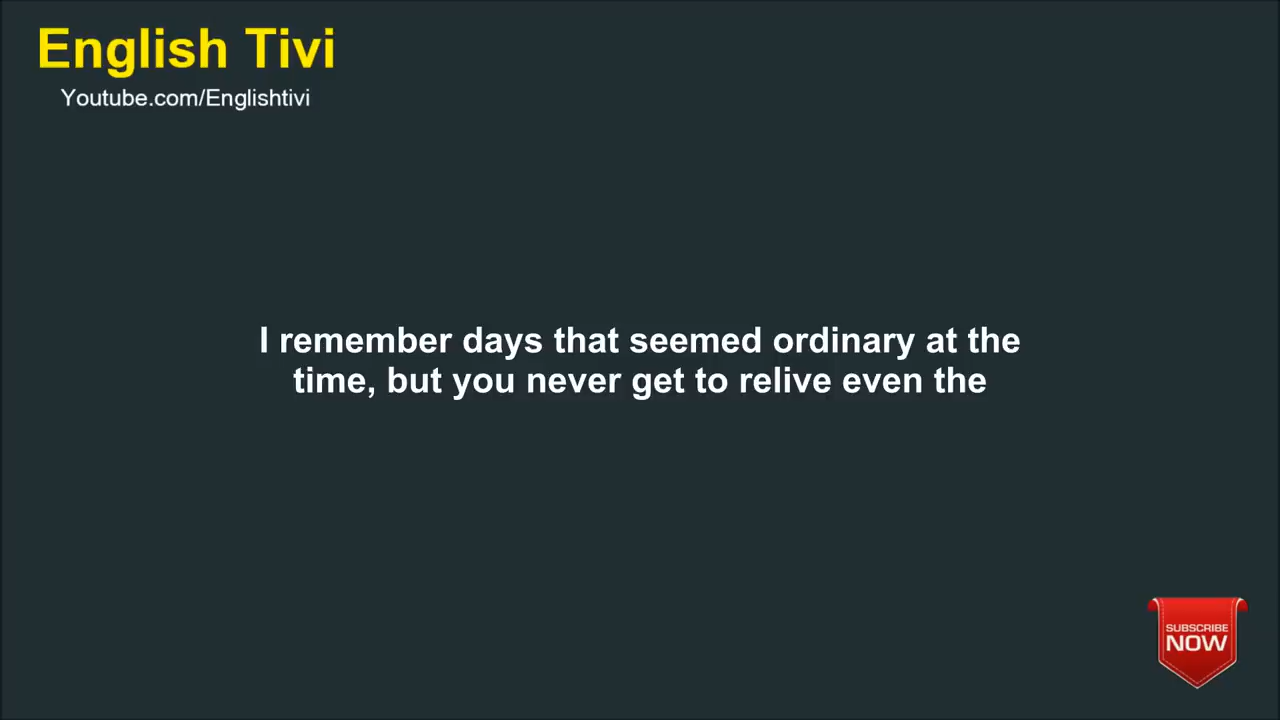 English Tivi
Youtube.com/Englishtivi
I remember days that seemed ordinary at the
time, but you never get to relive even the
SUBSCRIBE
NOW